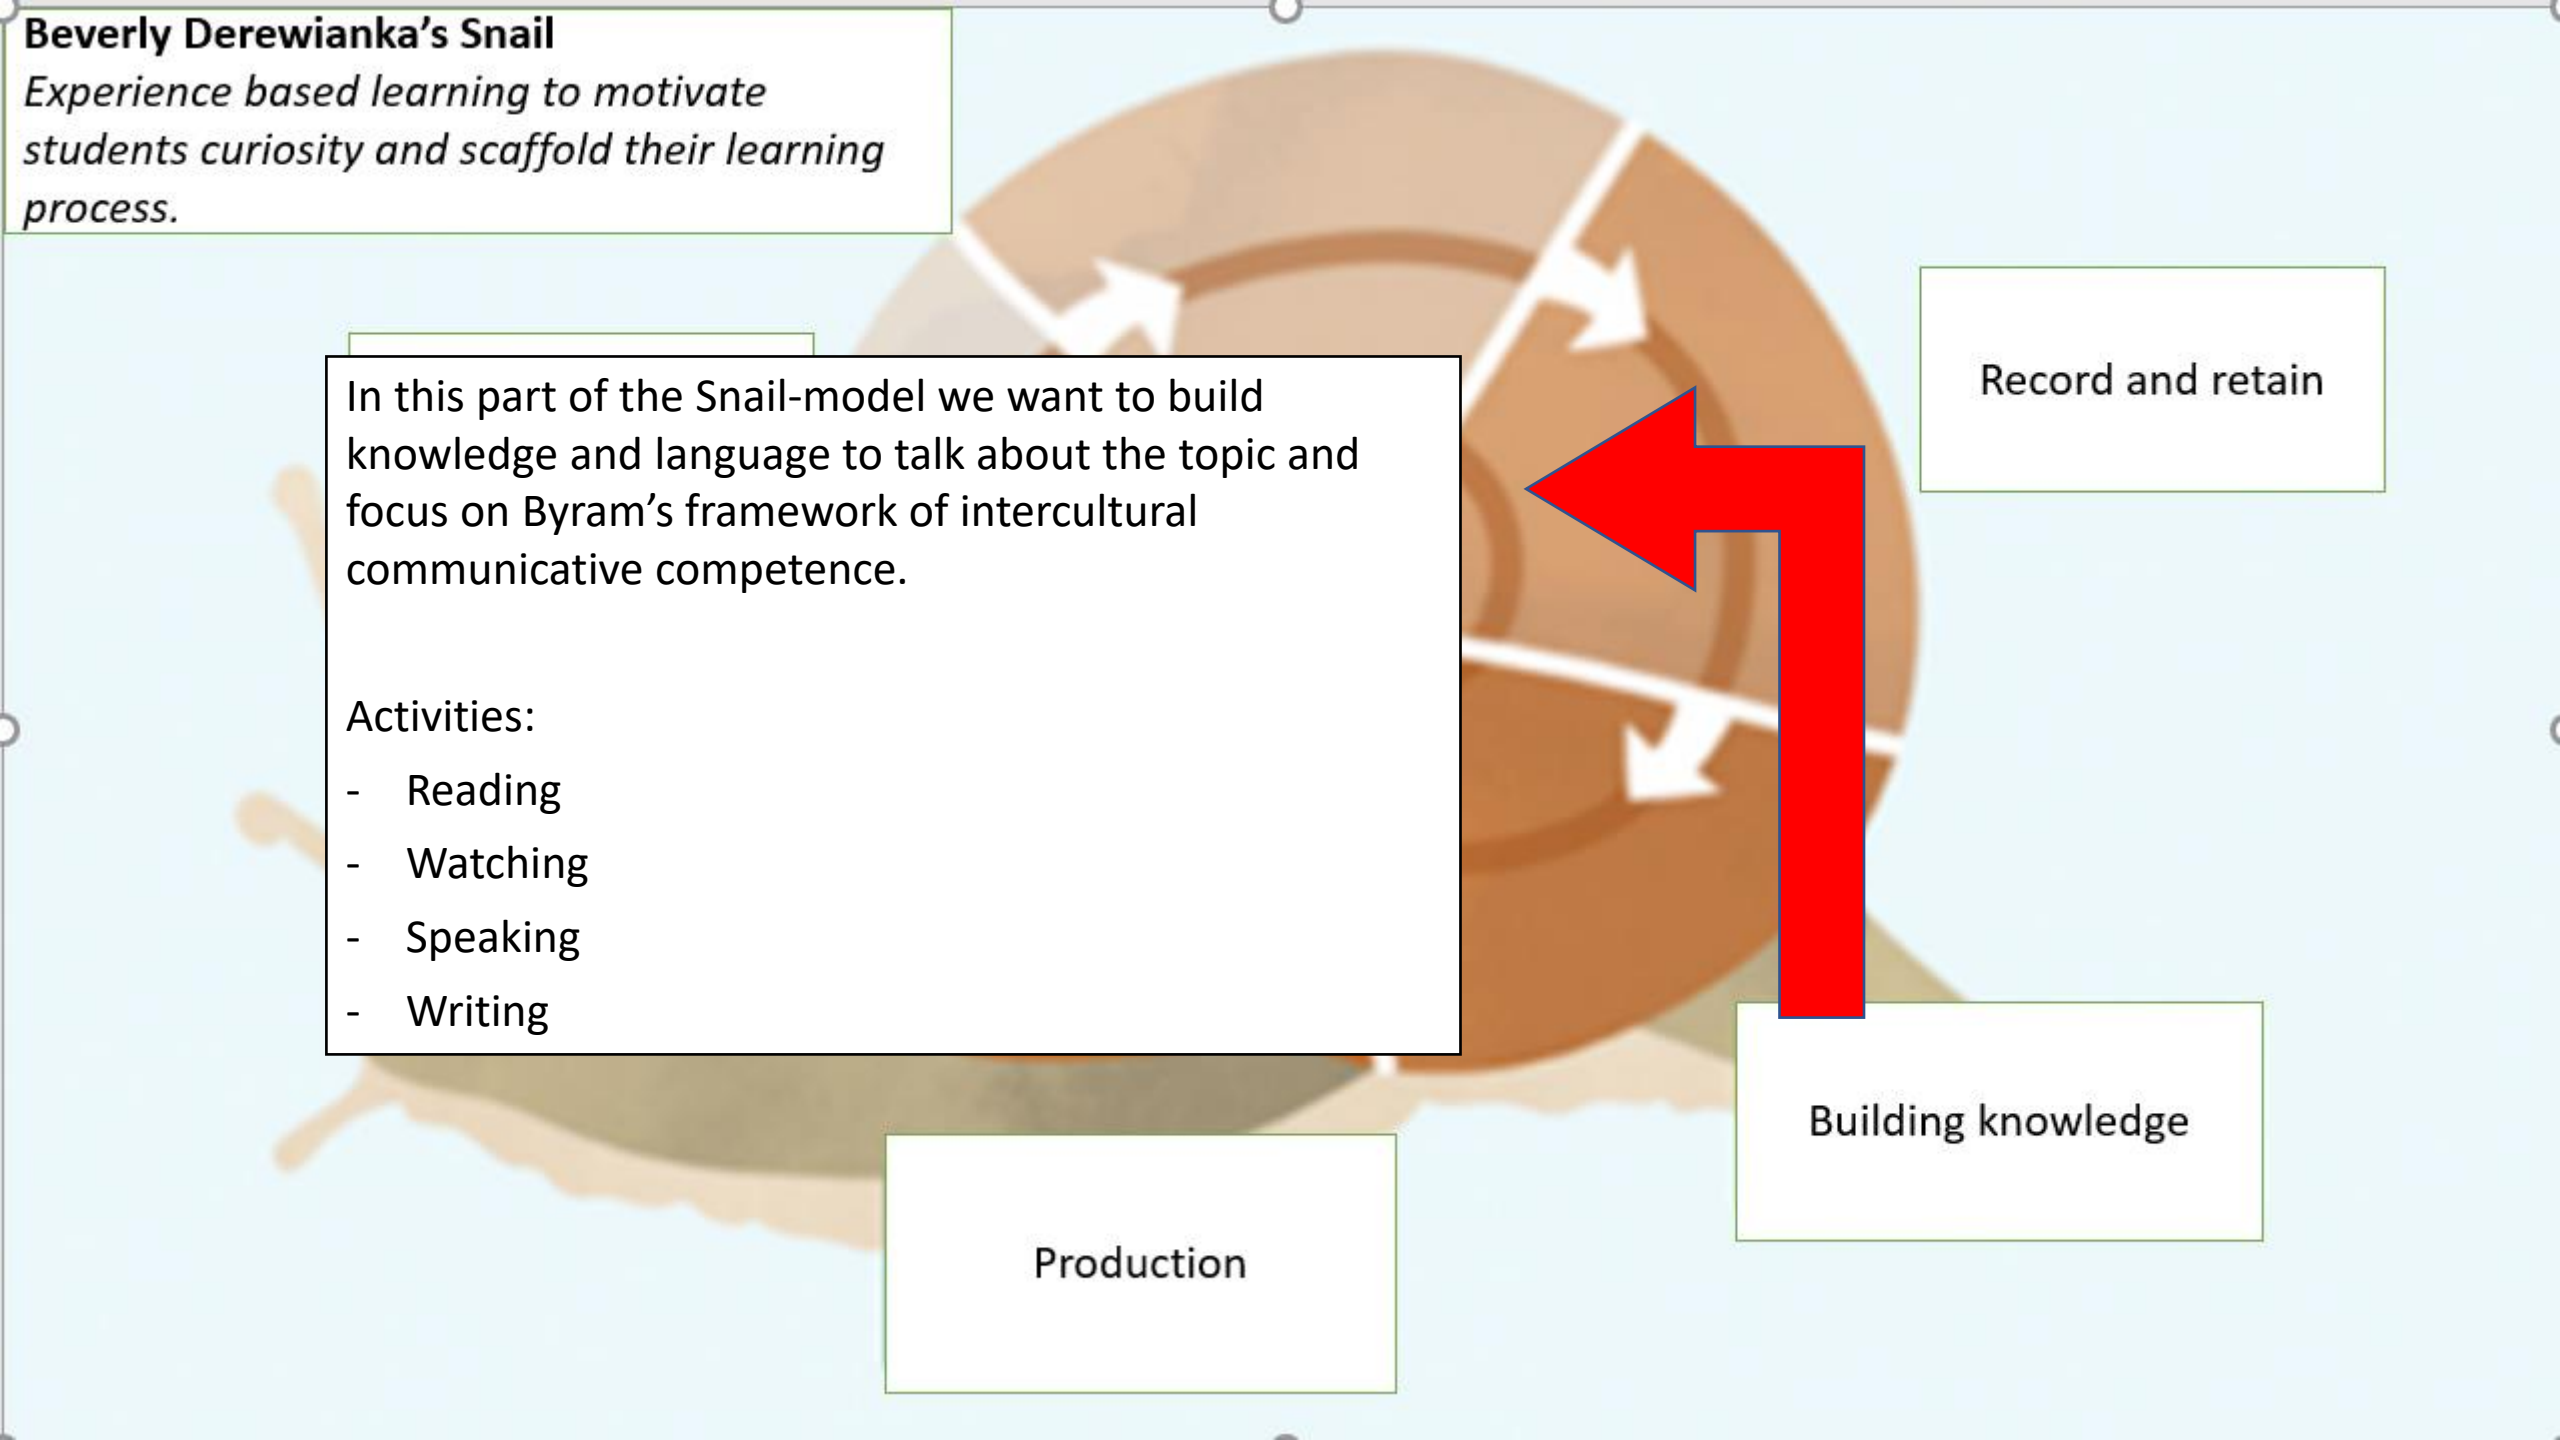 Beverly Derewianka’s Snail
Experience based learning to motivate
students curiosity and scaffold their learning
process.
Record and retain
In this part of the Snail-model we want to build
knowledge and language to talk about the topic and
focus on Byram’s framework of intercultural
communicative competence.
Activities:
- Reading
- Watching
- Speaking
- Writing
Building knowledge
Production